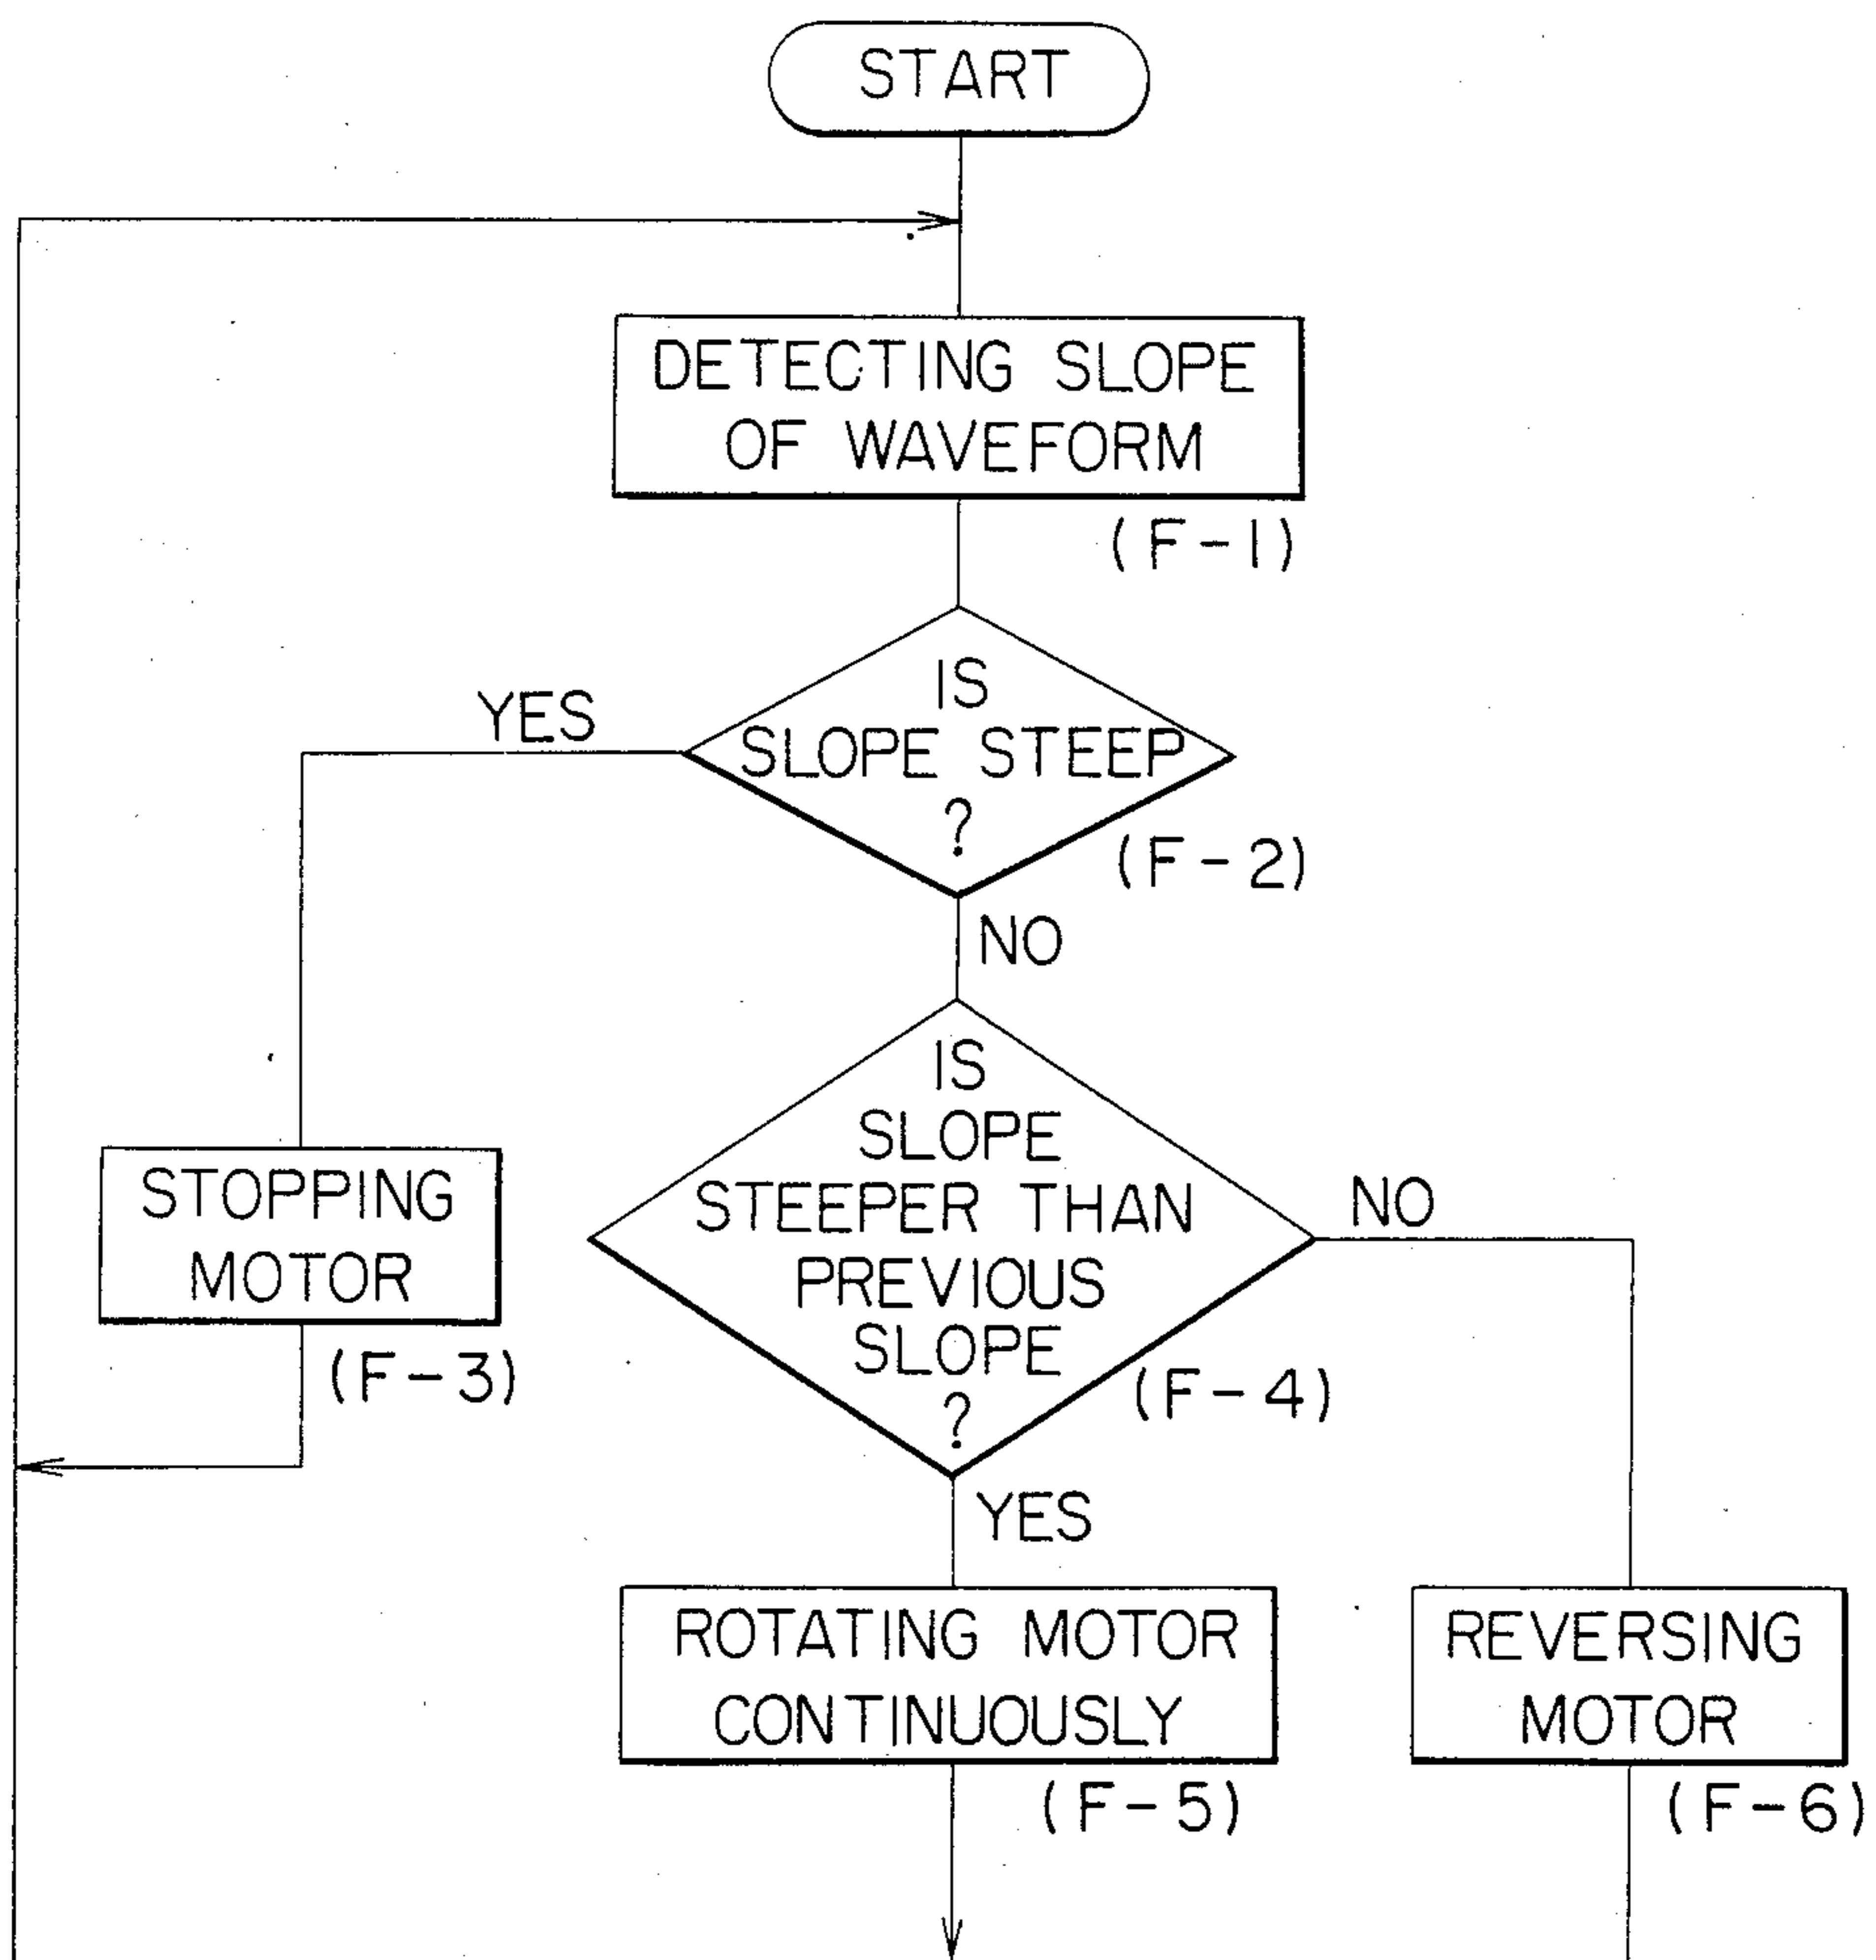 START
DETECTING SLOPE
OF WAVEFORM
(F-1)
IS
SLOPE STEEP
?
(F-2)
YES
NO
IS
SLOPE
STEEPER THAN
PREVIOUS
SLOPE
?
(F-4)
NO
STOPPING
MOTOR
(F-3)
YES
ROTATING MOTOR
CONTINUOUSLY
(F-5)
REVERSING
MOTOR
(F-6)